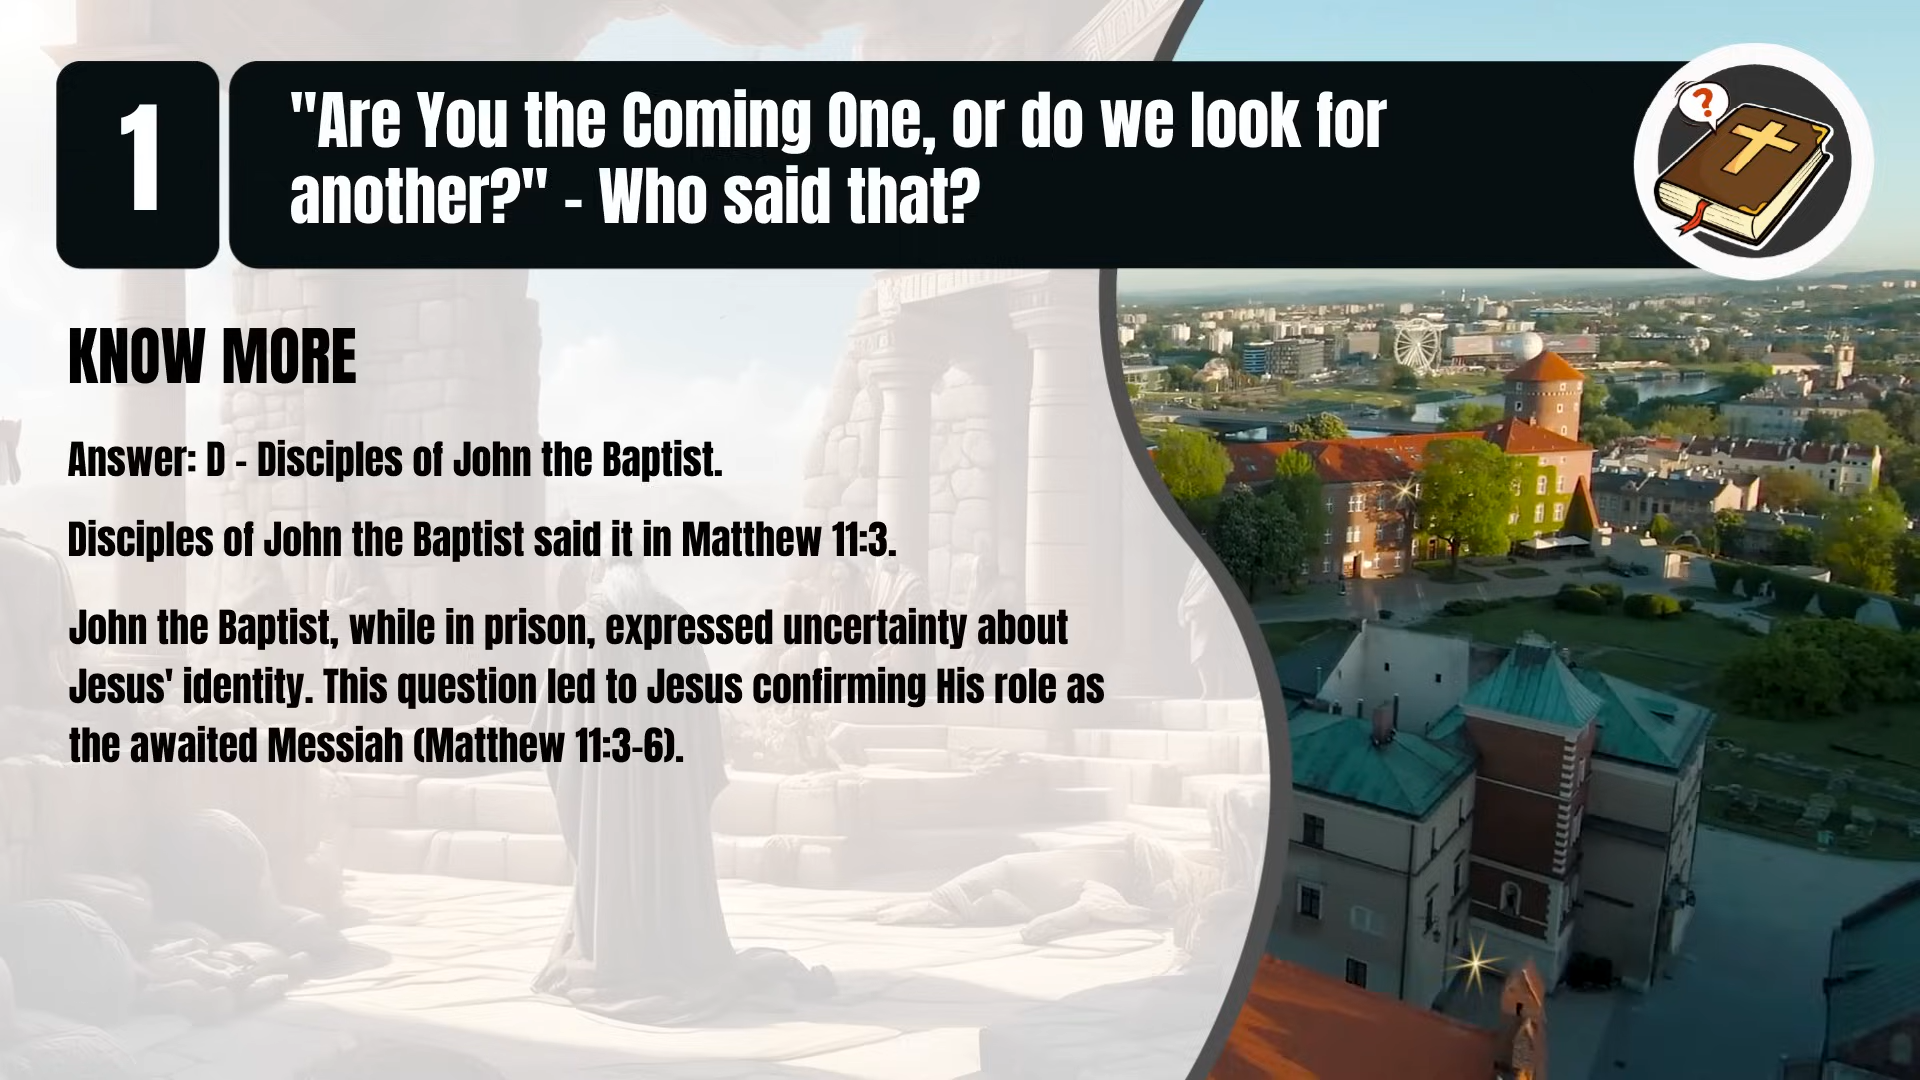 1
"Are You the Coming One, or do we look for
another?" - Who said that?
?
KNOW MORE
Answer: D - Disciples of John the Baptist.
Disciples of John the Baptist said it in Matthew 11:3.
John the Baptist, while in prison, expressed uncertainty about
Jesus' identity. This question led to Jesus confirming His role as
the awaited Messiah (Matthew 11:3-6).